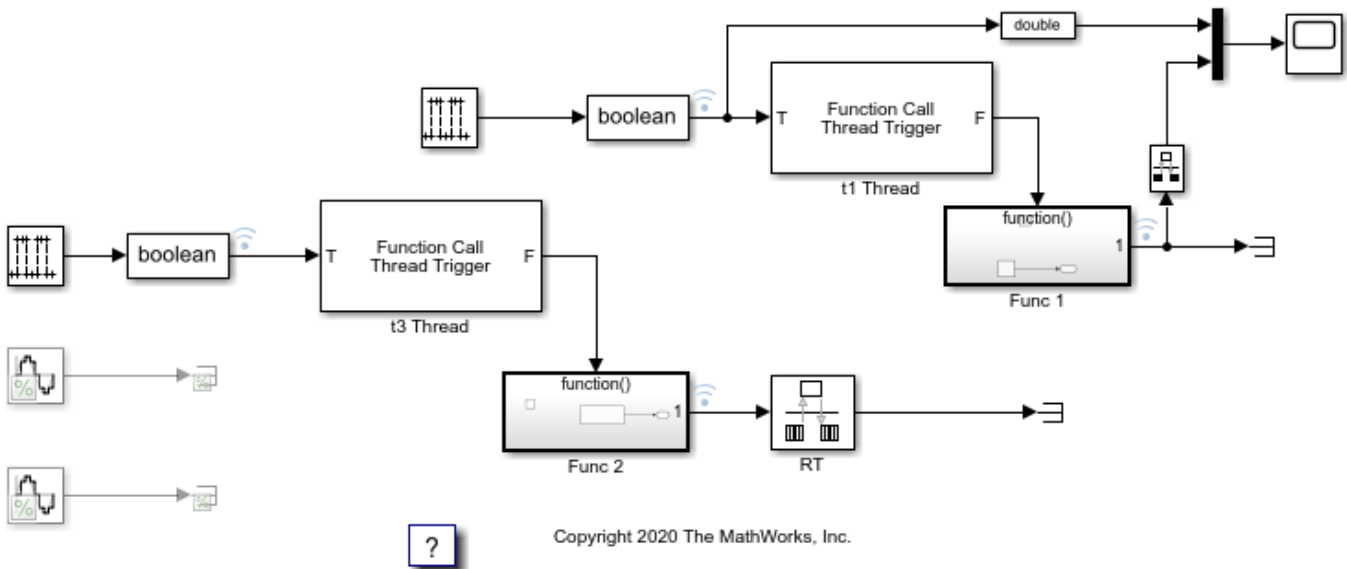 double
boolean
T
Function Call
Thread Trigger
F
t1 Thread
function()
1
Func 1
boolean
T
Function Call
Thread Trigger
F
t3 Thread
%
function()
1
Func 2
RT
%
?
Copyright 2020 The MathWorks, Inc.